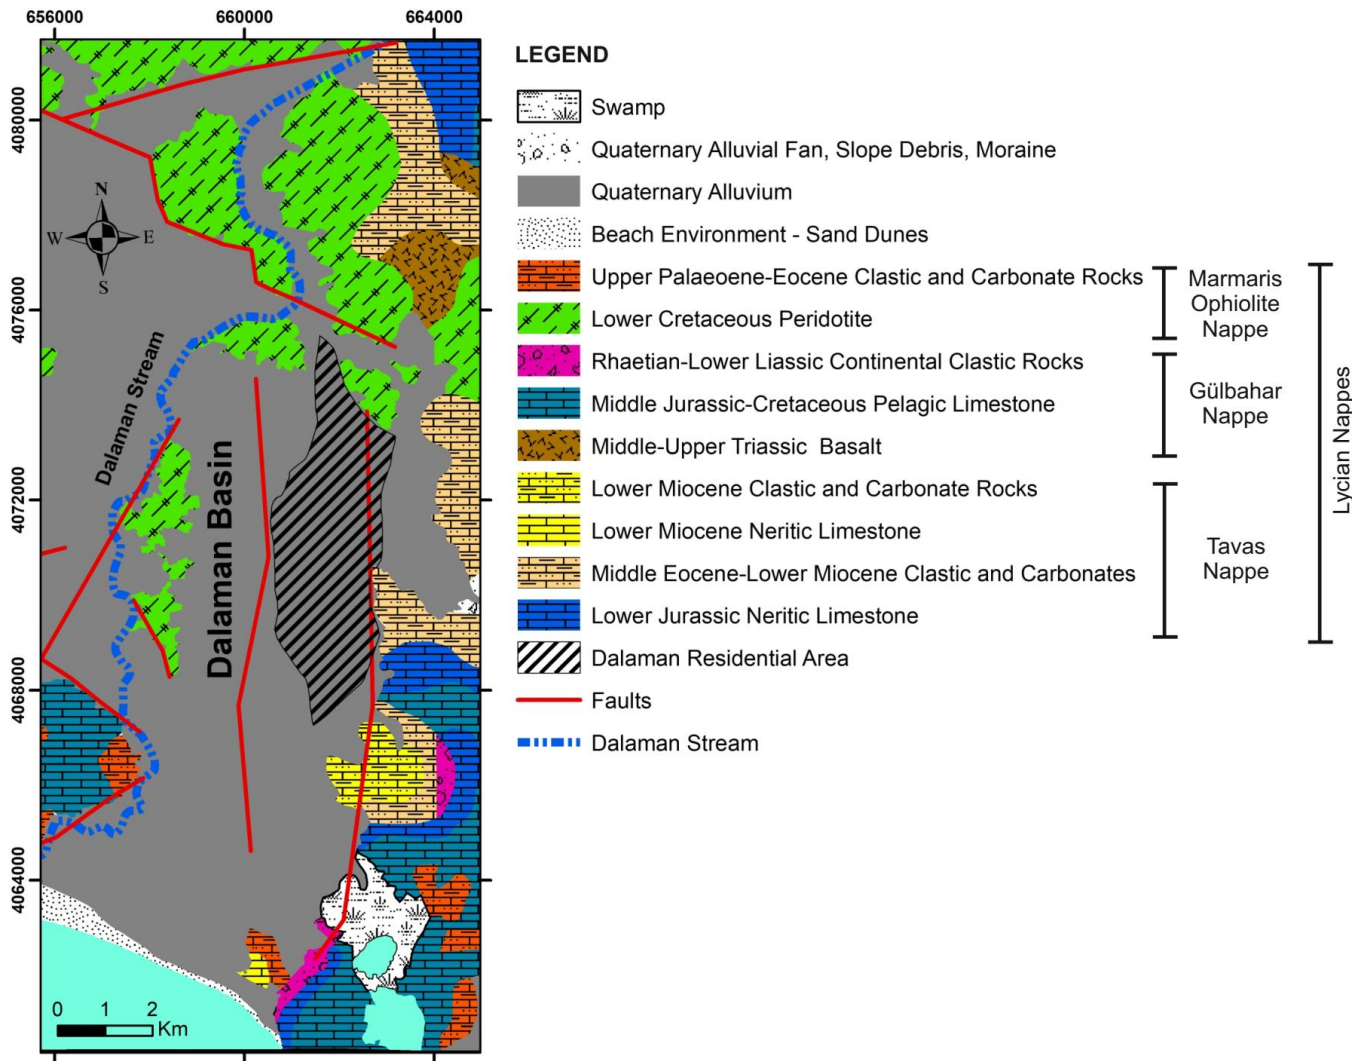 656000
660000
664000
4080000
4076000
4072000
4068000
4064000
N
W
E
S
Dalaman Stream
Dalaman Basin
0 1 2
Km
LEGEND
Swamp
Quaternary Alluvial Fan, Slope Debris, Moraine
Quaternary Alluvium
Beach Environment - Sand Dunes
Upper Palaeoene-Eocene Clastic and Carbonate Rocks
Lower Cretaceous Peridotite
Rhaetian-Lower Liassic Continental Clastic Rocks
Middle Jurassic-Cretaceous Pelagic Limestone
Middle-Upper Triassic Basalt
Lower Miocene Clastic and Carbonate Rocks
Lower Miocene Neritic Limestone
Middle Eocene-Lower Miocene Clastic and Carbonates
Lower Jurassic Neritic Limestone
Dalaman Residential Area
Faults
Dalaman Stream
Marmaris
Ophiolite
Nappe
Gülbahar
Nappe
Tavas
Nappe
Lycian Nappes